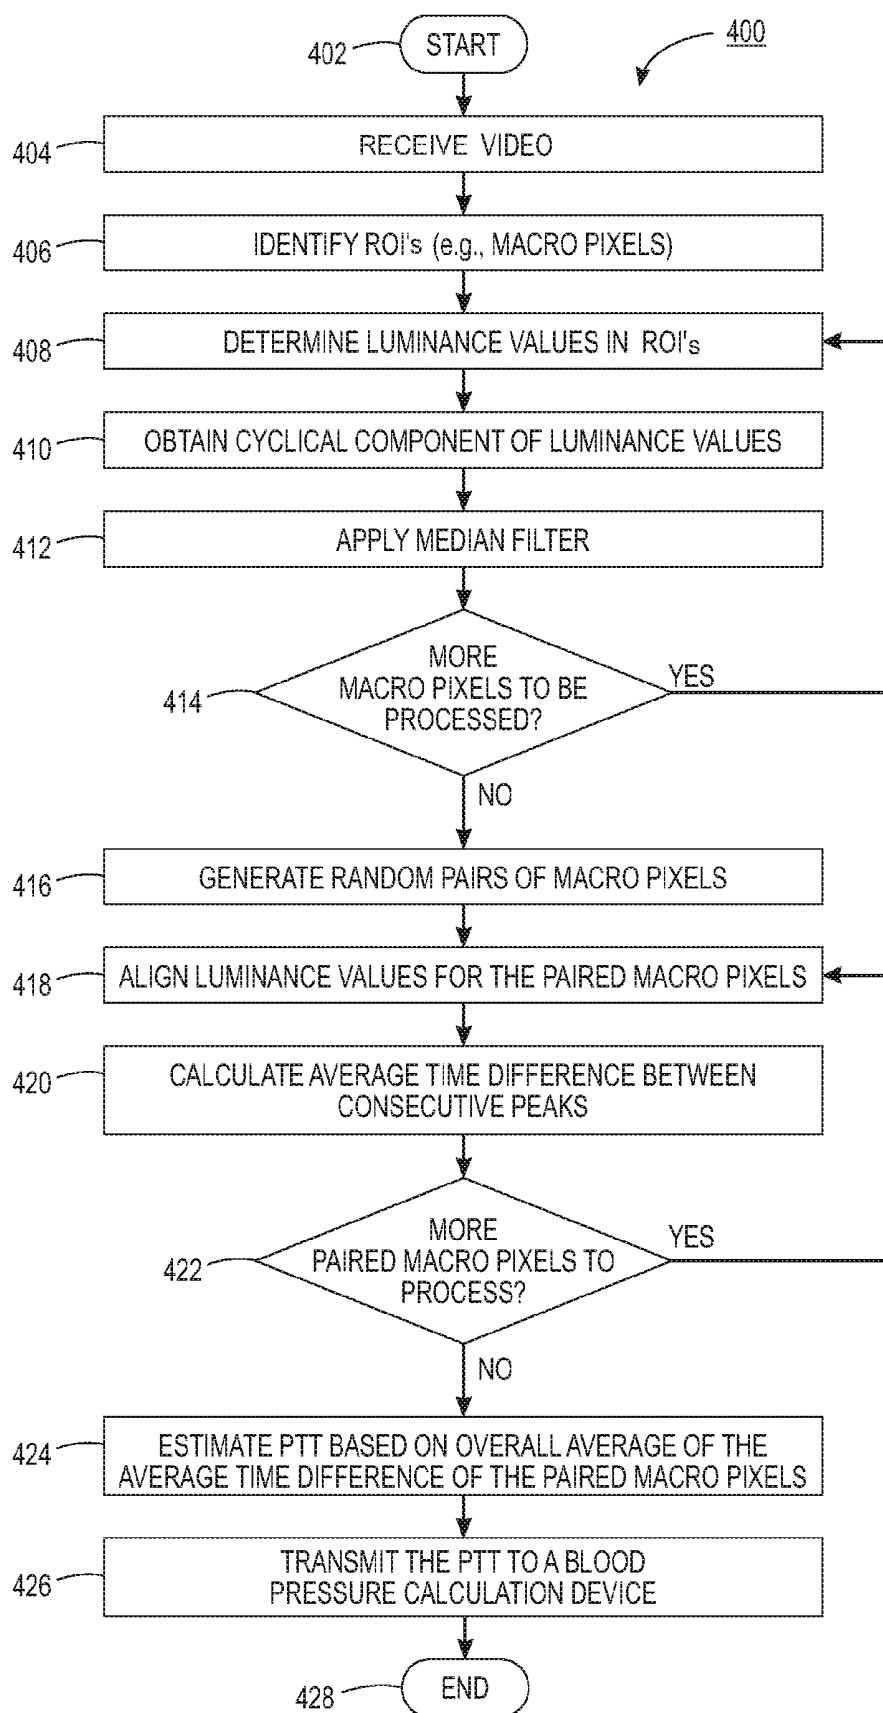 400
402
START
404
RECEIVE VIDEO
406
IDENTIFY ROI's (e.g., MACRO PIXELS)
408
DETERMINE LUMINANCE VALUES IN ROI's
410
OBTAIN CYCLICAL COMPONENT OF LUMINANCE VALUES
412
APPLY MEDIAN FILTER
414
MORE
MACRO PIXELS TO BE
PROCESSED?
YES
NO
416
GENERATE RANDOM PAIRS OF MACRO PIXELS
418
ALIGN LUMINANCE VALUES FOR THE PAIRED MACRO PIXELS
420
CALCULATE AVERAGE TIME DIFFERENCE BETWEEN
CONSECUTIVE PEAKS
422
MORE
PAIRED MACRO PIXELS TO
PROCESS?
YES
NO
424
ESTIMATE PTT BASED ON OVERALL AVERAGE OF THE
AVERAGE TIME DIFFERENCE OF THE PAIRED MACRO PIXELS
426
TRANSMIT THE PTT TO A BLOOD
PRESSURE CALCULATION DEVICE
428
END